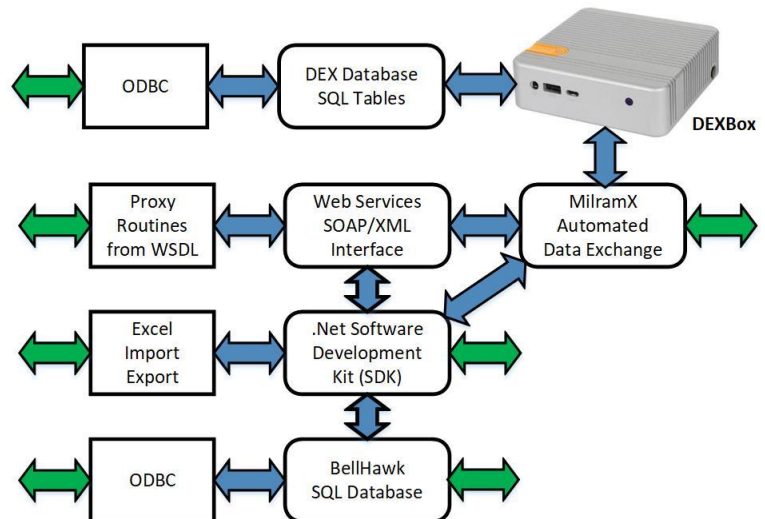 ODBC
DEX Database
SQL Tables
DEXBox
Proxy
Routines
from WSDL
Web Services
SOAP/XML
Interface
MilramX
Automated
Data Exchange
Excel
Import
Export
.Net Software
Development
Kit (SDK)
ODBC
BellHawk
SQL Database